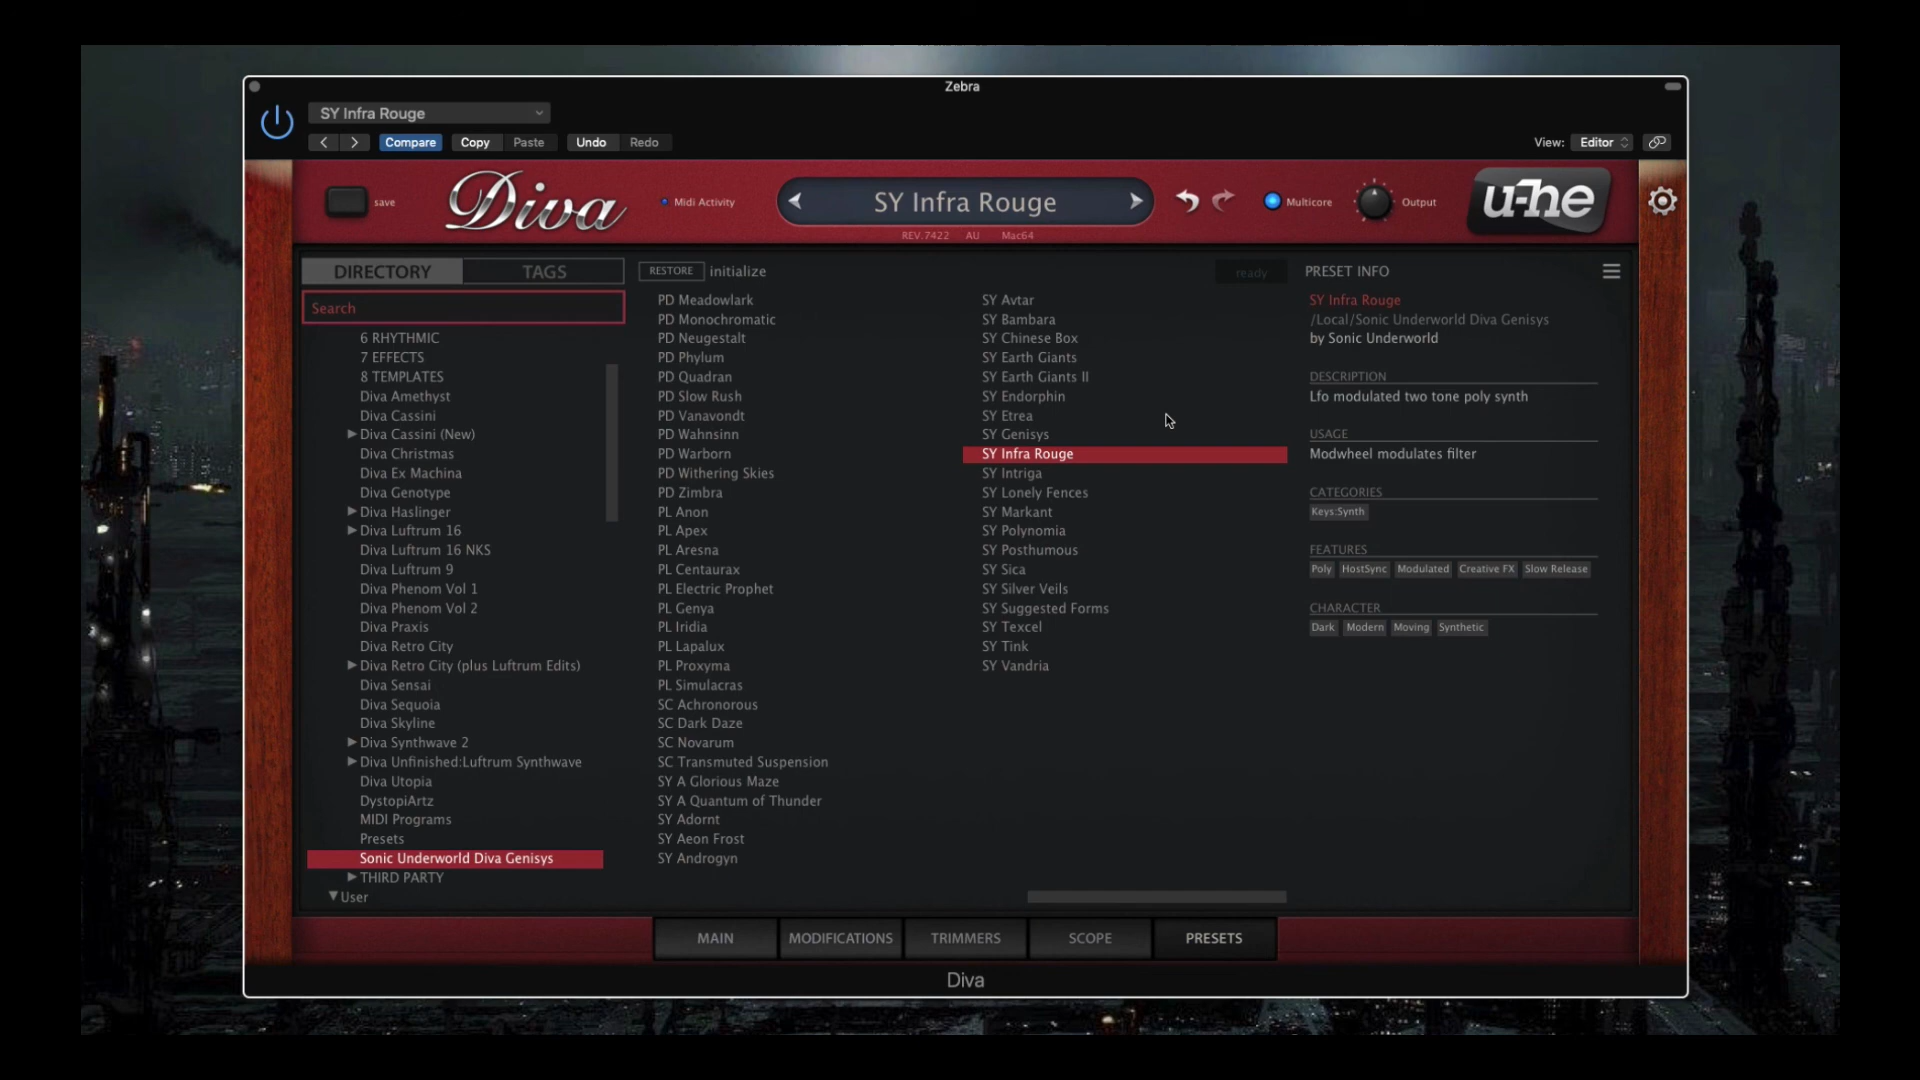 Zebra
SY Infra Rouge
Compare Copy Paste Undo Redo
View: Editor
save
Diva
Midi Activity
SY Infra Rouge
Multicore
Output
u-he
REV.7422 AU Mac64
DIRECTORY TAGS
Search
6 RHYTHMIC
7 EFFECTS
8 TEMPLATES
Diva Amethyst
Diva Cassini
Diva Cassini (New)
Diva Christmas
Diva Ex Machina
Diva Genotype
Diva Haslinger
Diva Luftrum 16
Diva Luftrum 16 NKS
Diva Luftrum 9
Diva Phenom Vol 1
Diva Phenom Vol 2
Diva Praxis
Diva Retro City
Diva Retro City (plus Luftrum Edits)
Diva Sensai
Diva Sequoia
Diva Skyline
Diva Synthwave 2
Diva Unfinished:Luftrum Synthwave
Diva Utopia
DystopiArtz
MIDI Programs
Presets
Sonic Underworld Diva Genisys
THIRD PARTY
User
RESTORE initialize
ready
PD Meadowlark
PD Monochromatic
PD Neugestalt
PD Phylum
PD Quadran
PD Slow Rush
PD Vanavondt
PD Wahnsinn
PD Warborn
PD Withering Skies
PD Zimbra
PL Anon
PL Apex
PL Aresna
PL Centaurax
PL Electric Prophet
PL Genya
PL Iridia
PL Lapalux
PL Proxyma
PL Simulacras
SC Achronorous
SC Dark Daze
SC Novarum
SC Transmuted Suspension
SY A Glorious Maze
SY A Quantum of Thunder
SY Adornt
SY Aeon Frost
SY Androgyn
SY Avtar
SY Bambara
SY Chinese Box
SY Earth Giants
SY Earth Giants II
SY Endorphin
SY Etrea
SY Genisys
SY Infra Rouge
SY Intriga
SY Lonely Fences
SY Markant
SY Polynomia
SY Posthumous
SY Sica
SY Silver Veils
SY Suggested Forms
SY Texcel
SY Tink
SY Vandria
PRESET INFO
SY Infra Rouge
/Local/Sonic Underworld Diva Genisys
by Sonic Underworld
DESCRIPTION
Lfo modulated two tone poly synth
USAGE
Modwheel modulates filter
CATEGORIES
Keys:Synth
FEATURES
Poly HostSync Modulated Creative FX Slow Release
CHARACTER
Dark Modern Moving Synthetic
MAIN MODIFICATIONS TRIMMERS SCOPE PRESETS
Diva